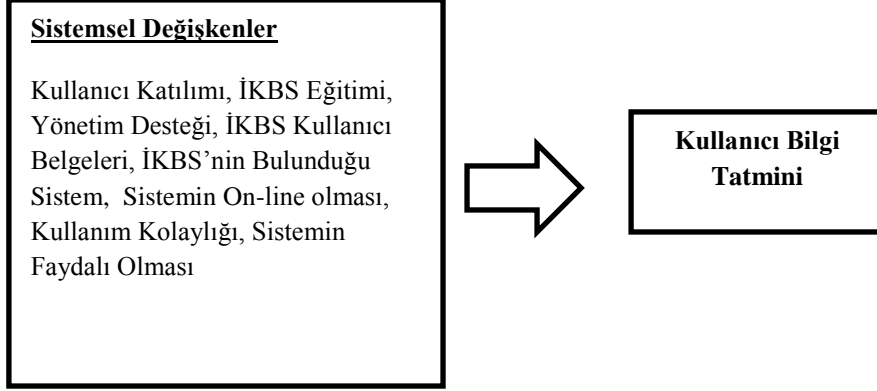 Sistemsel Değişkenler
Kullanıcı Katılımı, İKBS Eğitimi,
Yönetim Desteği, İKBS Kullanıcı
Belgeleri, İKBS’nin Bulunduğu
Sistem, Sistemin On-line olması,
Kullanım Kolaylığı, Sistemin
Faydalı Olması
Kullanıcı Bilgi
Tatmini